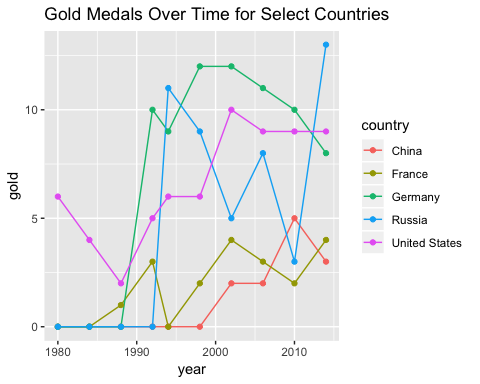 Gold Medals Over Time for Select Countries
gold
10
5
0
1980 1990 2000 2010
year
country
China
France
Germany
Russia
United States